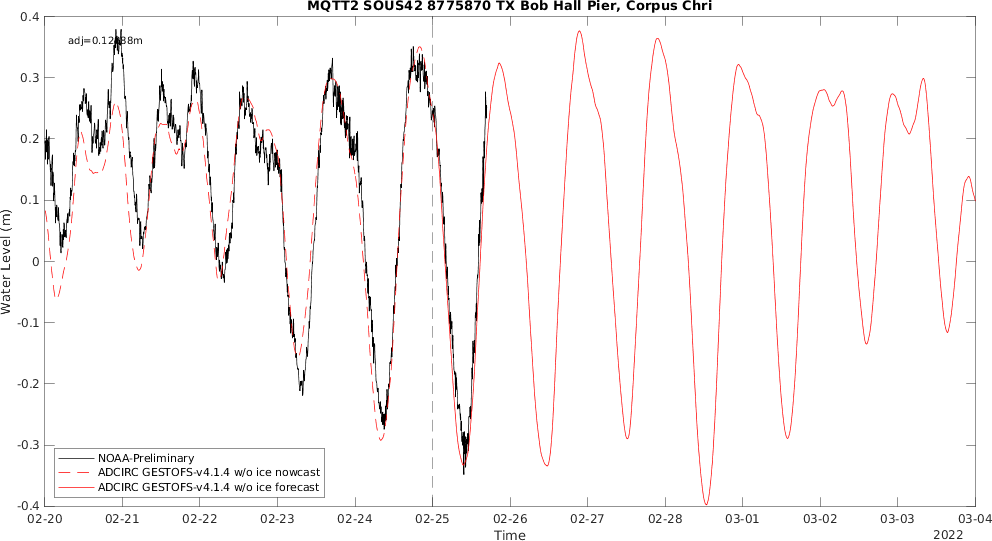 MQTT2 SOUS42 8775870 TX Bob Hall Pier, Corpus Chri
0.4
0.3
0.2
0.1
0
-0.1
-0.2
-0.3
-0.4
Water Level (m)
NOAA-Preliminary
ADCIRC GESTOFS-v4.1.4 w/o ice nowcast
ADCIRC GESTOFS-v4.1.4 w/o ice forecast
02-20 02-21 02-22 02-23 02-24 02-25 02-26 02-27 02-28 03-01 03-02 03-03 03-04
Time
2022